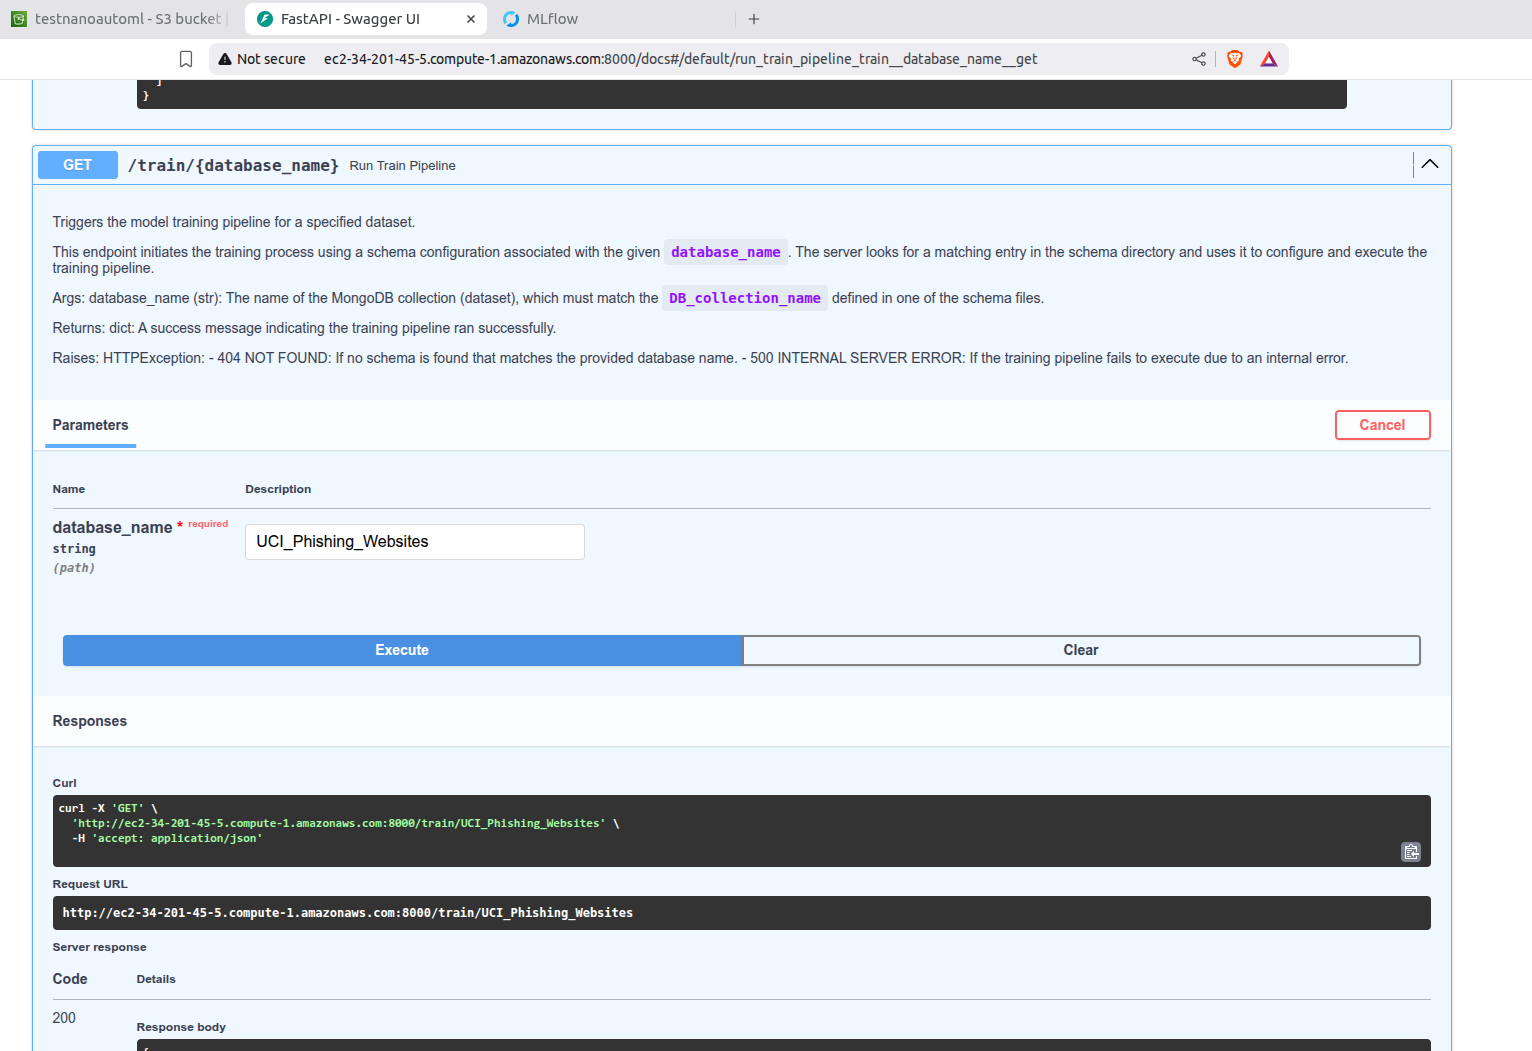 testnanoautoml - S3 bucket
FastAPI - Swagger UI
MLflow
Not secure ec2-34-201-45-5.compute-1.amazonaws.com:8000/docs#/default/run_train_pipeline_train__database_name__get
]
}
GET /train/{database_name} Run Train Pipeline
Triggers the model training pipeline for a specified dataset.
This endpoint initiates the training process using a schema configuration associated with the given database_name . The server looks for a matching entry in the schema directory and uses it to configure and execute the
training pipeline.
Args: database_name (str): The name of the MongoDB collection (dataset), which must match the DB_collection_name defined in one of the schema files.
Returns: dict: A success message indicating the training pipeline ran successfully.
Raises: HTTPException: - 404 NOT FOUND: If no schema is found that matches the provided database name. - 500 INTERNAL SERVER ERROR: If the training pipeline fails to execute due to an internal error.
Parameters
Cancel
Name Description
database_name * required
string
(path)
UCI_Phishing_Websites
Execute
Clear
Responses
Curl
curl -X 'GET' \
'http://ec2-34-201-45-5.compute-1.amazonaws.com:8000/train/UCI_Phishing_Websites' \
-H 'accept: application/json'
Request URL
http://ec2-34-201-45-5.compute-1.amazonaws.com:8000/train/UCI_Phishing_Websites
Server response
Code Details
200
Response body
{